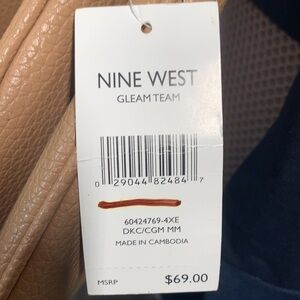 NINE WEST
GLEAM TEAM
0 29044 82484 7
60424769-4XE
DKC/CGM MM
MADE IN CAMBODIA
MSRP $69.00